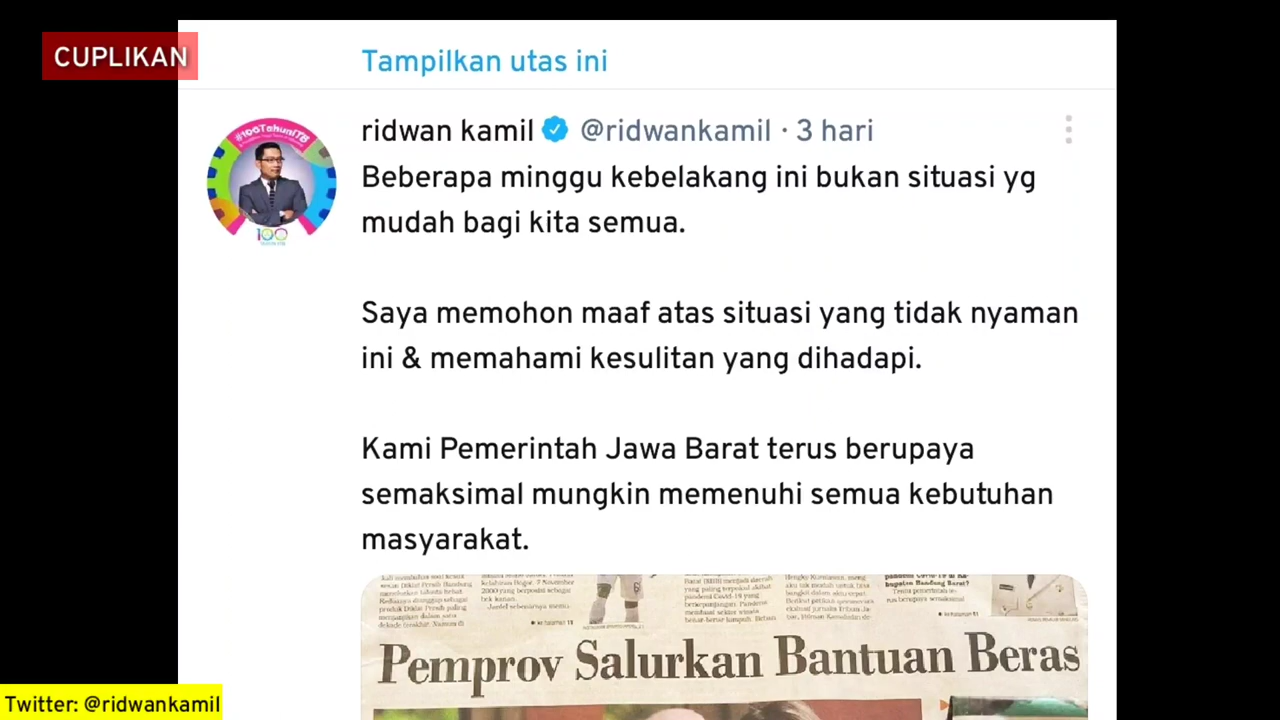 CUPLIKAN
Tampilkan utas ini
#100TahunITB
ridwan kamil @ridwankamil · 3 hari
Beberapa minggu kebelakang ini bukan situasi yg
mudah bagi kita semua.
Saya memohon maaf atas situasi yang tidak nyaman
ini & memahami kesulitan yang dihadapi.
Kami Pemerintah Jawa Barat terus berupaya
semaksimal mungkin memenuhi semua kebutuhan
masyarakat.
100
Pemprov Salurkan Bantuan Beras
Twitter: @ridwankamil